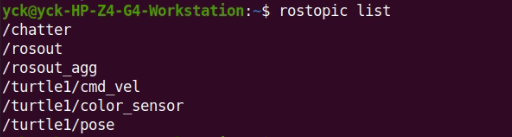 yck@yck-HP-Z4-G4-Workstation:~$ rostopic list
/chatter
/rosout
/rosout_agg
/turtle1/cmd_vel
/turtle1/color_sensor
/turtle1/pose